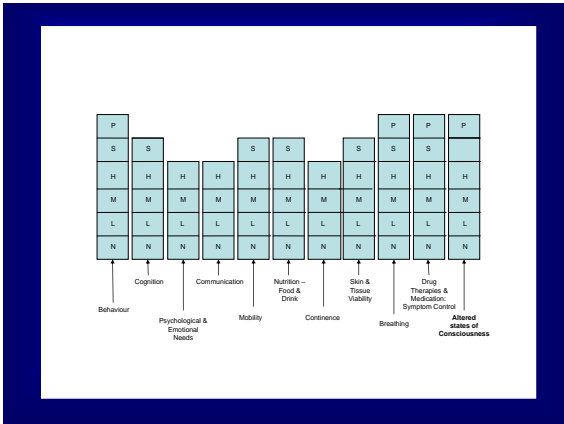 P P P P
S S S S S S S
H H H H H H H H H H H
M M M M M M M M M M M
L L L L L L L L L L L
N N N N N N N N N N N
Behaviour
Cognition
Psychological &
Emotional
Needs
Communication
Mobility
Nutrition –
Food &
Drink
Continence
Skin &
Tissue
Viability
Breathing
Drug
Therapies &
Medication:
Symptom Control
Altered
states of
Consciousness